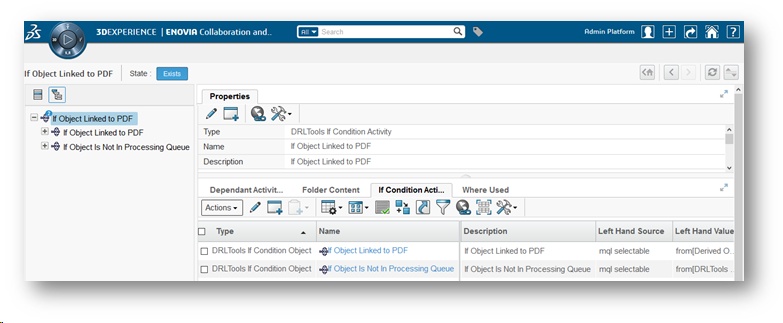 3DEXPERIENCE | ENOVIA Collaboration and..
All
Search
Admin Platform
?
If Object Linked to PDF
State :
Exists
If Object Linked to PDF
If Object Linked to PDF
If Object Is Not In Processing Queue
Properties
Type DRLTools If Condition Activity
Name If Object Linked to PDF
Description If Object Linked to PDF
Dependant Activit... Folder Content If Condition Acti... Where Used
Actions
Type Name Description Left Hand Source Left Hand Value
DRLTools If Condition Object If Object Linked to PDF If Object Linked to PDF mql selectable from[Derived O...
DRLTools If Condition Object If Object Is Not In Processing Queue If Object Is Not In Processing Queue mql selectable from[DRLTools ...